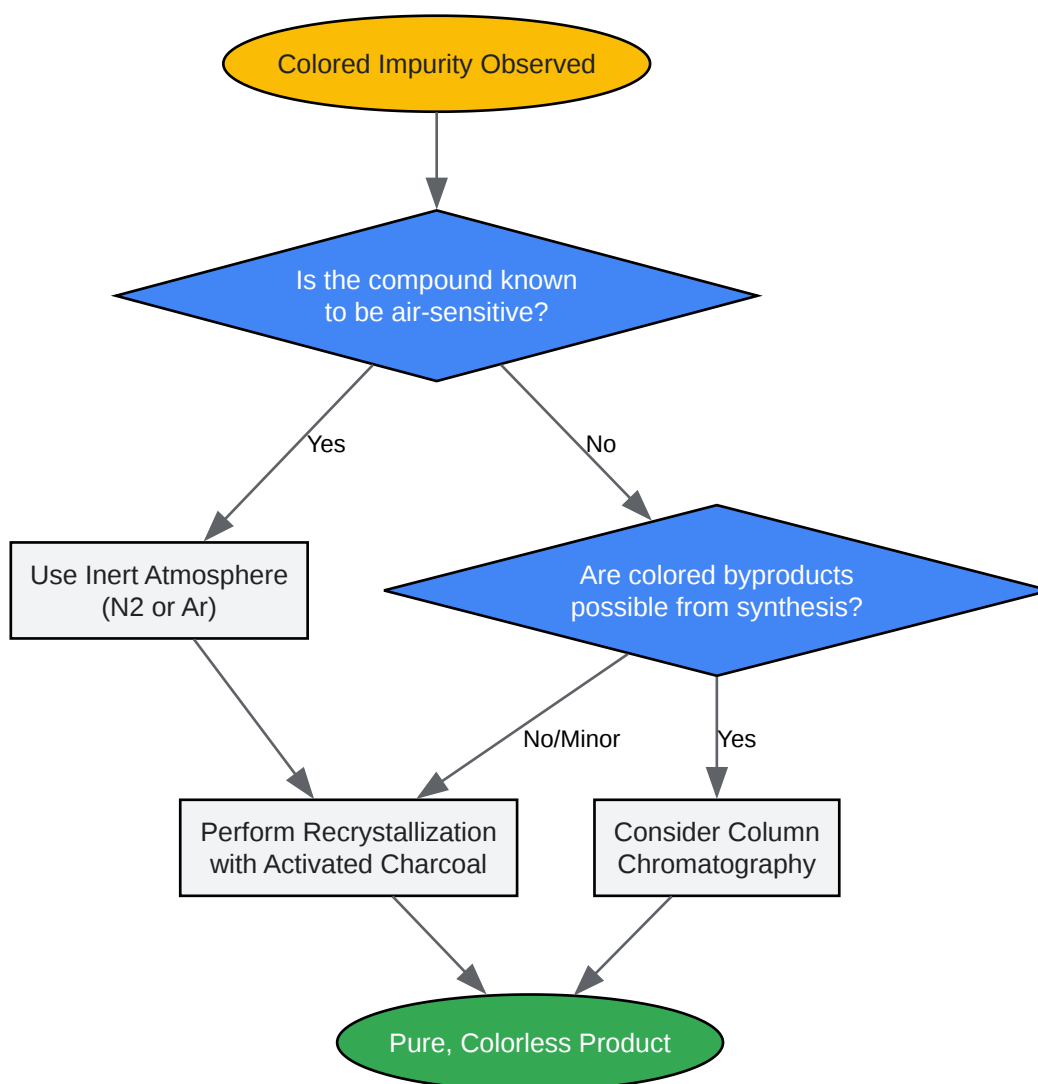 Colored Impurity Observed
Is the compound known
to be air-sensitive?
Yes
No
Use Inert Atmosphere
(N2 or Ar)
Are colored byproducts
possible from synthesis?
No/Minor
Yes
Perform Recrystallization
with Activated Charcoal
Consider Column
Chromatography
Pure, Colorless Product